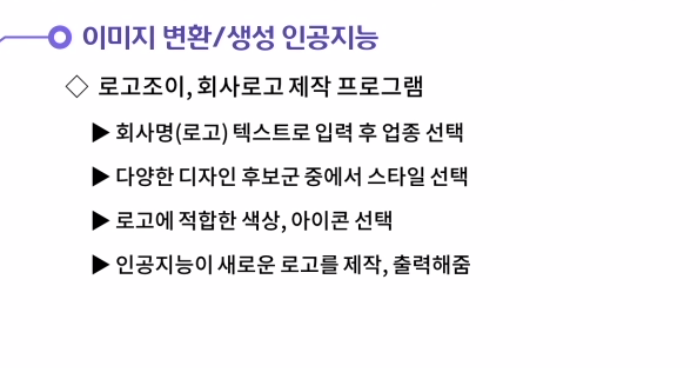 이미지 변환/생성 인공지능
◇ 로고조이, 회사로고 제작 프로그램
▶ 회사명(로고) 텍스트로 입력 후 업종 선택
▶ 다양한 디자인 후보군 중에서 스타일 선택
▶ 로고에 적합한 색상, 아이콘 선택
▶ 인공지능이 새로운 로고를 제작, 출력해줌